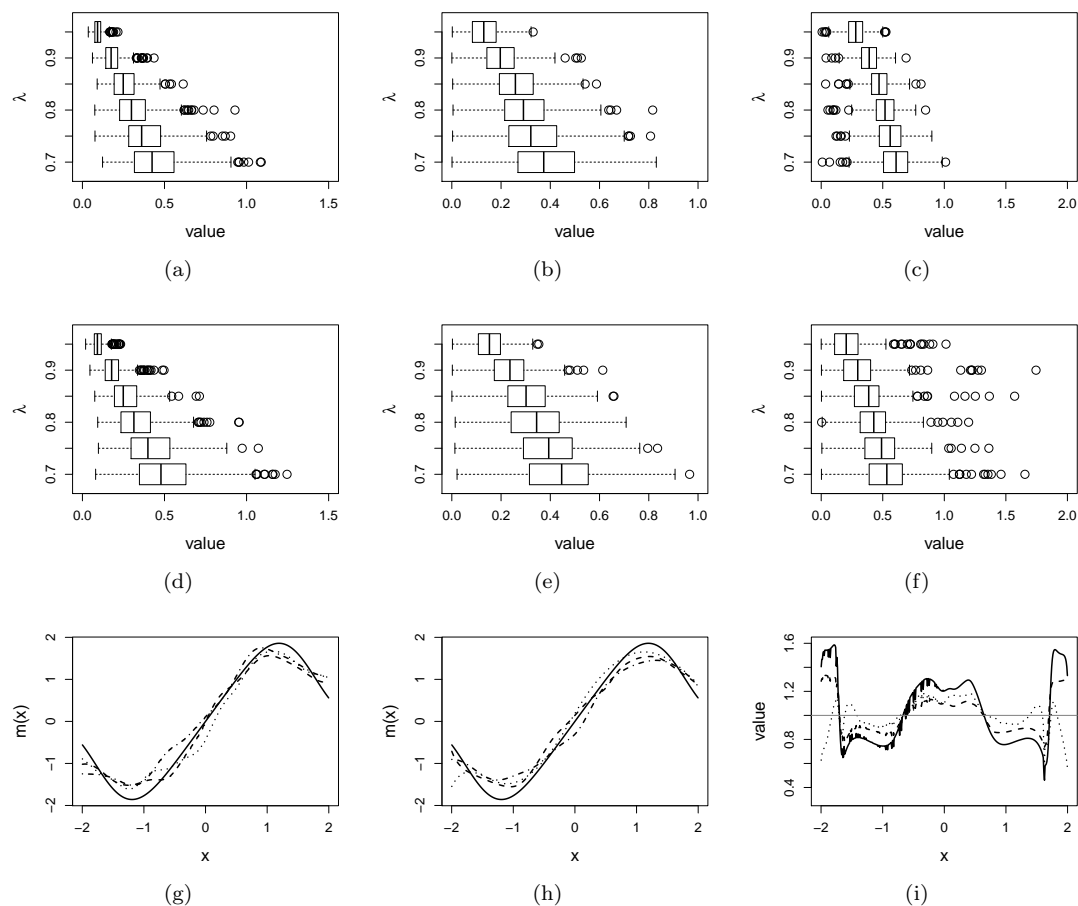 λ
0.9
0.8
0.7
0.0 0.5 1.0 1.5
value
(a)
λ
0.9
0.8
0.7
0.0 0.2 0.4 0.6 0.8 1.0
value
(b)
λ
0.9
0.8
0.7
0.0 0.5 1.0 1.5 2.0
value
(c)
λ
0.9
0.8
0.7
0.0 0.5 1.0 1.5
value
(d)
λ
0.9
0.8
0.7
0.0 0.2 0.4 0.6 0.8 1.0
value
(e)
λ
0.9
0.8
0.7
0.0 0.5 1.0 1.5 2.0
value
(f)
m(x)
2
1
0
−1
−2
−2 −1 0 1 2
x
(g)
m(x)
2
1
0
−1
−2
−2 −1 0 1 2
x
(h)
value
1.6
1.2
0.8
0.4
−2 −1 0 1 2
x
(i)